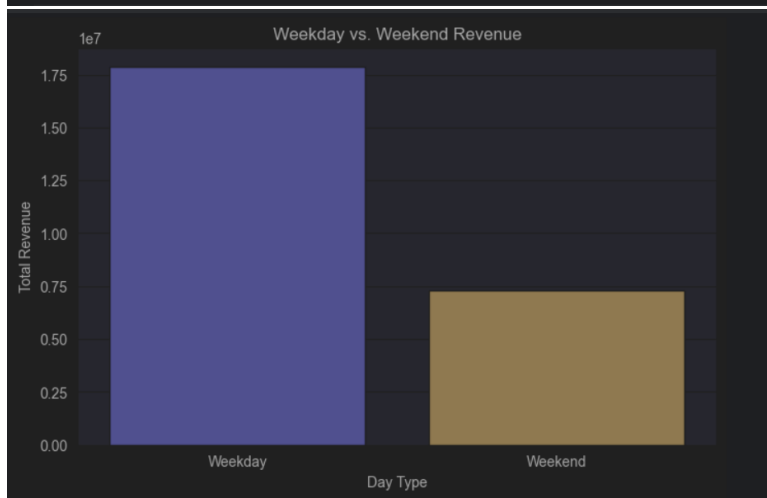 Weekday vs. Weekend Revenue
1e7
1.75
1.50
1.25
1.00
0.75
0.50
0.25
0.00
Total Revenue
Weekday
Weekend
Day Type